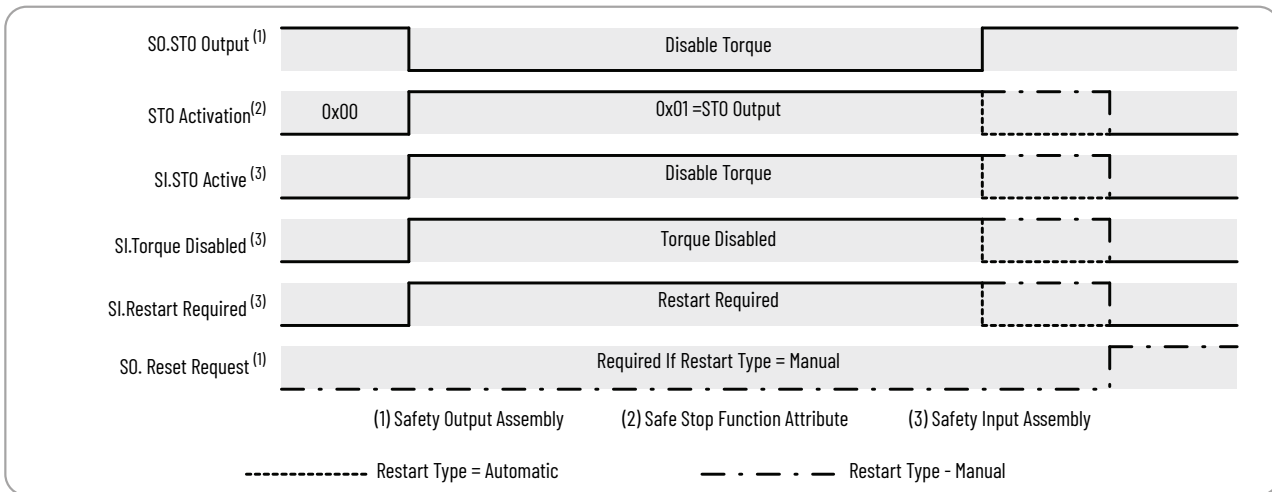 SO.STO Output (1)
Disable Torque
STO Activation(2)
0x00
0x01 =STO Output
SI.STO Active (3)
Disable Torque
SI.Torque Disabled (3)
Torque Disabled
SI.Restart Required (3)
Restart Required
SO. Reset Request (1)
Required If Restart Type = Manual
(1) Safety Output Assembly
(2) Safe Stop Function Attribute
(3) Safety Input Assembly
Restart Type = Automatic
Restart Type - Manual